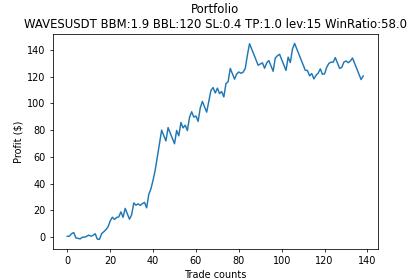 Portfolio
WAVESUSDT BBM:1.9 BBL:120 SL:0.4 TP:1.0 lev:15 WinRatio:58.0
140
120
100
80
60
40
20
0
Profit ($)
0 20 40 60 80 100 120 140
Trade counts